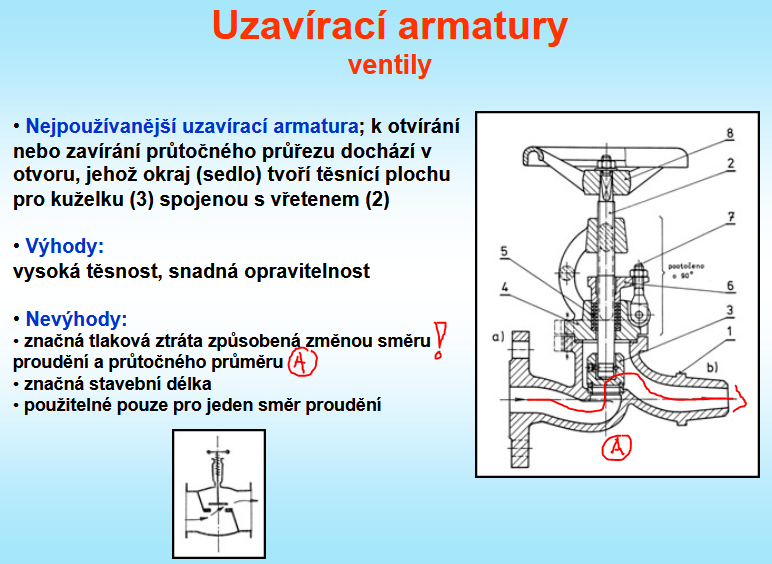 Uzavírací armatury
ventily
• Nejpoužívanější uzavírací armatura; k otvírání
nebo zavírání průtočného průřezu dochází v
otvoru, jehož okraj (sedlo) tvoří těsnící plochu
pro kuželku (3) spojenou s vřetenem (2)
• Výhody:
vysoká těsnost, snadná opravitelnost
• Nevýhody:
• značná tlaková ztráta způsobená změnou směru !
proudění a průtočného průměru A
• značná stavební délka
• použitelné pouze pro jeden směr proudění
8
2
7
5
pootočeno
o 90°
6
4
3
1
a)
b)
A